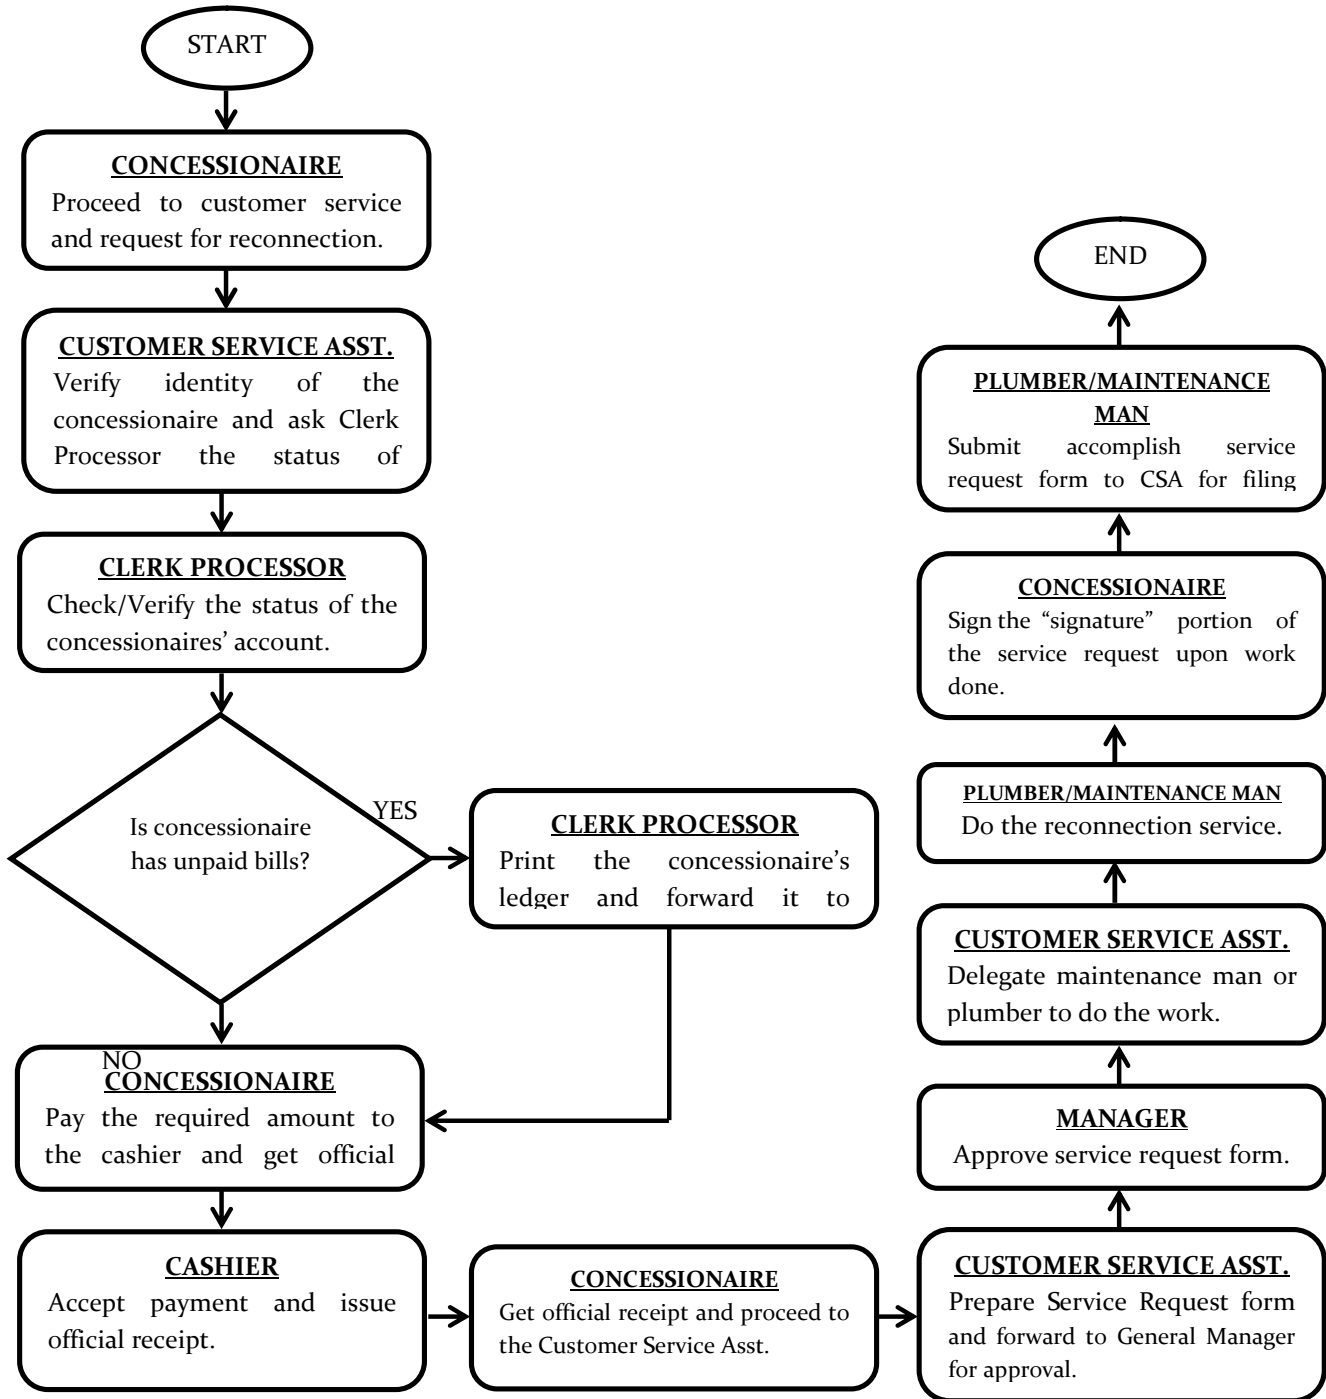 START
CONCESSIONAIRE
Proceed to customer service
and request for reconnection.
CUSTOMER SERVICE ASST.
Verify identity of the
concessionaire and ask Clerk
Processor the status of
CLERK PROCESSOR
Check/Verify the status of the
concessionaires’ account.
Is concessionaire
has unpaid bills?
YES
CLERK PROCESSOR
Print the concessionaire’s
ledger and forward it to
NO
CONCESSIONAIRE
Pay the required amount to
the cashier and get official
CASHIER
Accept payment and issue
official receipt.
CONCESSIONAIRE
Get official receipt and proceed to
the Customer Service Asst.
CUSTOMER SERVICE ASST.
Prepare Service Request form
and forward to General Manager
for approval.
MANAGER
Approve service request form.
CUSTOMER SERVICE ASST.
Delegate maintenance man or
plumber to do the work.
PLUMBER/MAINTENANCE MAN
Do the reconnection service.
CONCESSIONAIRE
Sign the “signature” portion of
the service request upon work
done.
PLUMBER/MAINTENANCE
MAN
Submit accomplish service
request form to CSA for filing
END